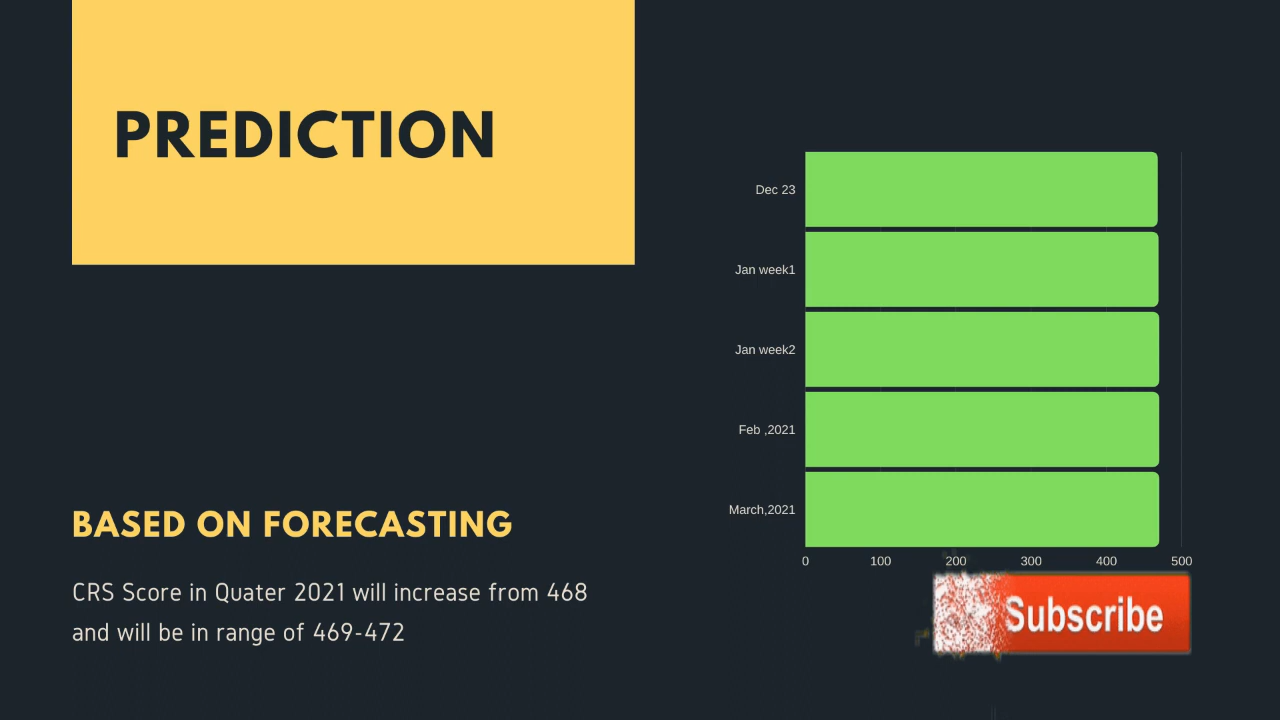 PREDICTION
BASED ON FORECASTING
CRS Score in Quater 2021 will increase from 468
and will be in range of 469-472
Dec 23
Jan week1
Jan week2
Feb ,2021
March,2021
0 100 200 300 400 500
Subscribe